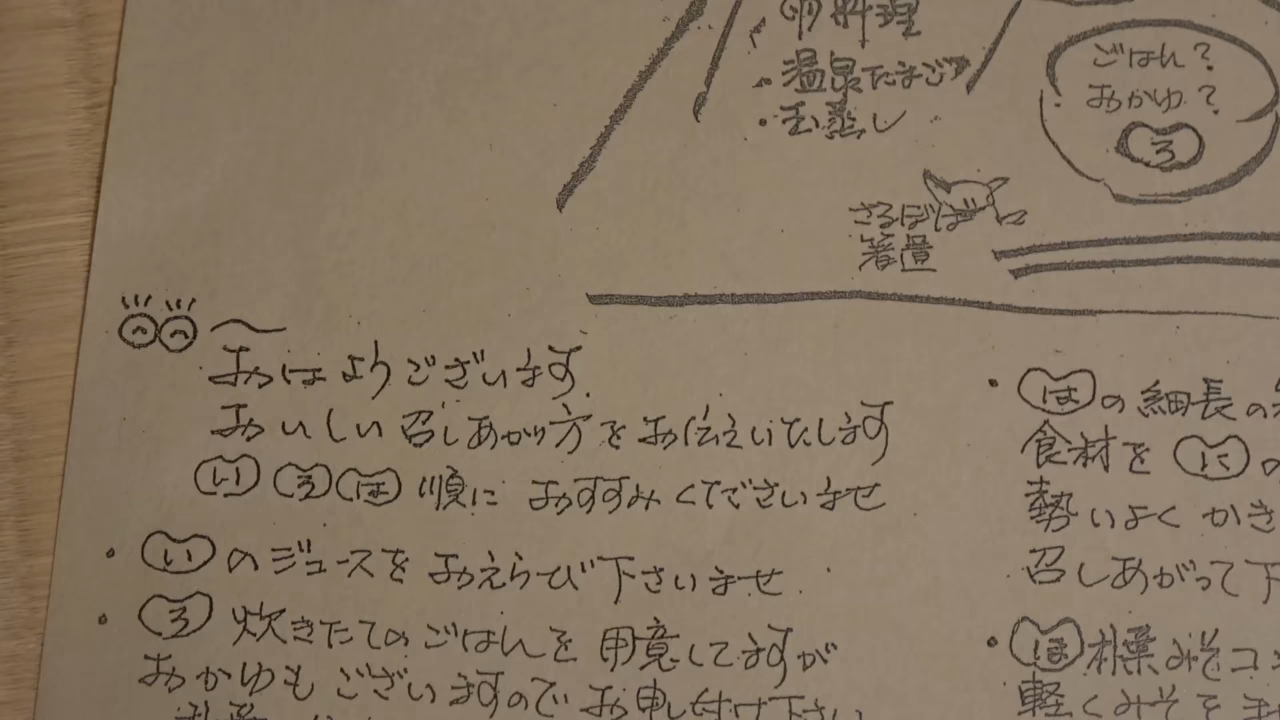 卵料理
・温泉たまご
・玉蒸し
ごはん?
おかゆ?
ろ
さるぼぼ
箸置
おはようございます
おいしい召しあがり方をお伝えいたします
い ろ は 順に おすすみくてださいませ
・いのジュースをおえらび下さいませ
・ろ 炊きたてのごはんを用意してますが
おかゆもございますのでお申し付け下さい
・はの細長の
食材をにの
勢いよくかき
召しあがって下
・ほ朴葉みそコン
軽くみそを